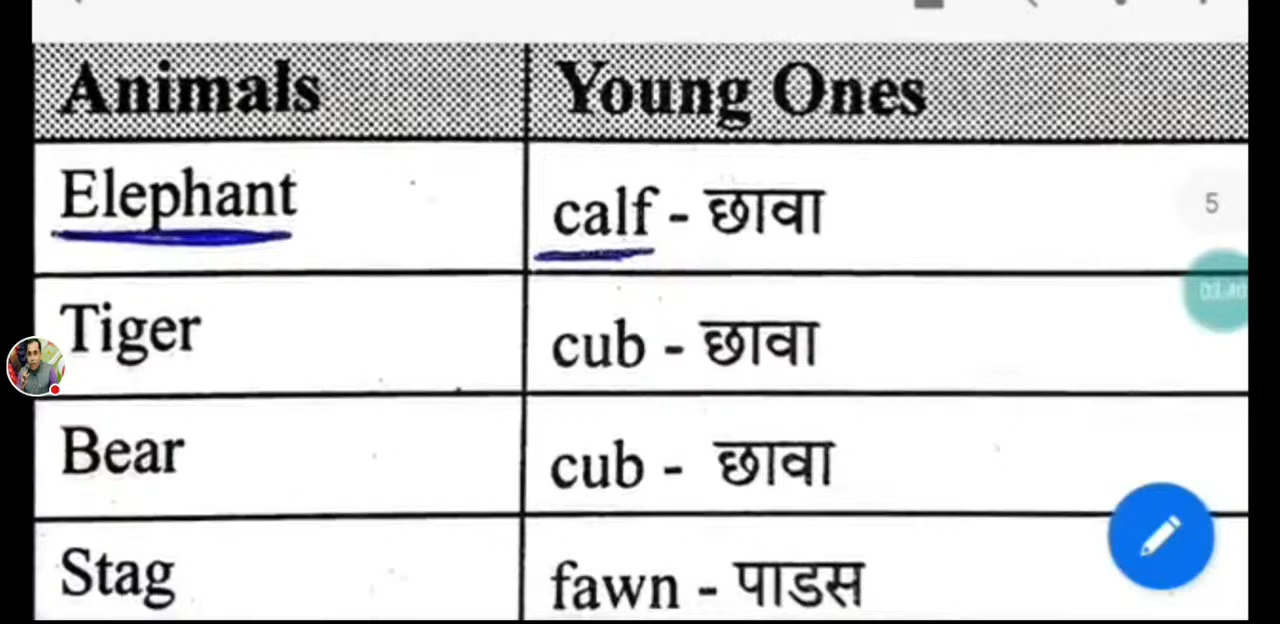 Animals Young Ones
Elephant calf - छावा
5
Tiger cub - छावा
Bear cub - छावा
Stag fawn - पाडस